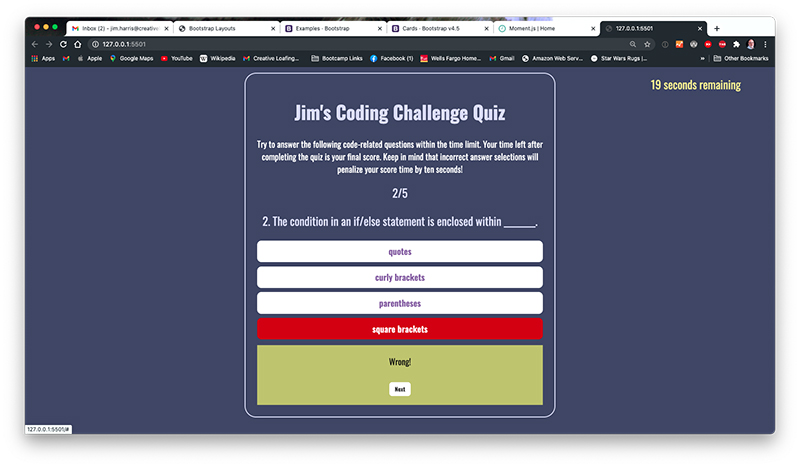 Inbox (2) - jim.harris@creative
Bootstrap Layouts
Examples · Bootstrap
Cards · Bootstrap v4.5
Moment.js | Home
127.0.0.1:5501
127.0.0.1:5501
Apps
Apple
Google Maps
YouTube
Wikipedia
Creative Loafing...
Bootcamp Links
Facebook (1)
Wells Fargo Home...
Gmail
Amazon Web Serv...
Star Wars Rugs |...
»
Other Bookmarks
19 seconds remaining
Jim's Coding Challenge Quiz
Try to answer the following code-related questions within the time limit. Your time left after
completing the quiz is your final score. Keep in mind that incorrect answer selections will
penalize your score time by ten seconds!
2/5
2. The condition in an if/else statement is enclosed within ________.
quotes
curly brackets
parentheses
square brackets
Wrong!
Next
127.0.0.1:5501/#